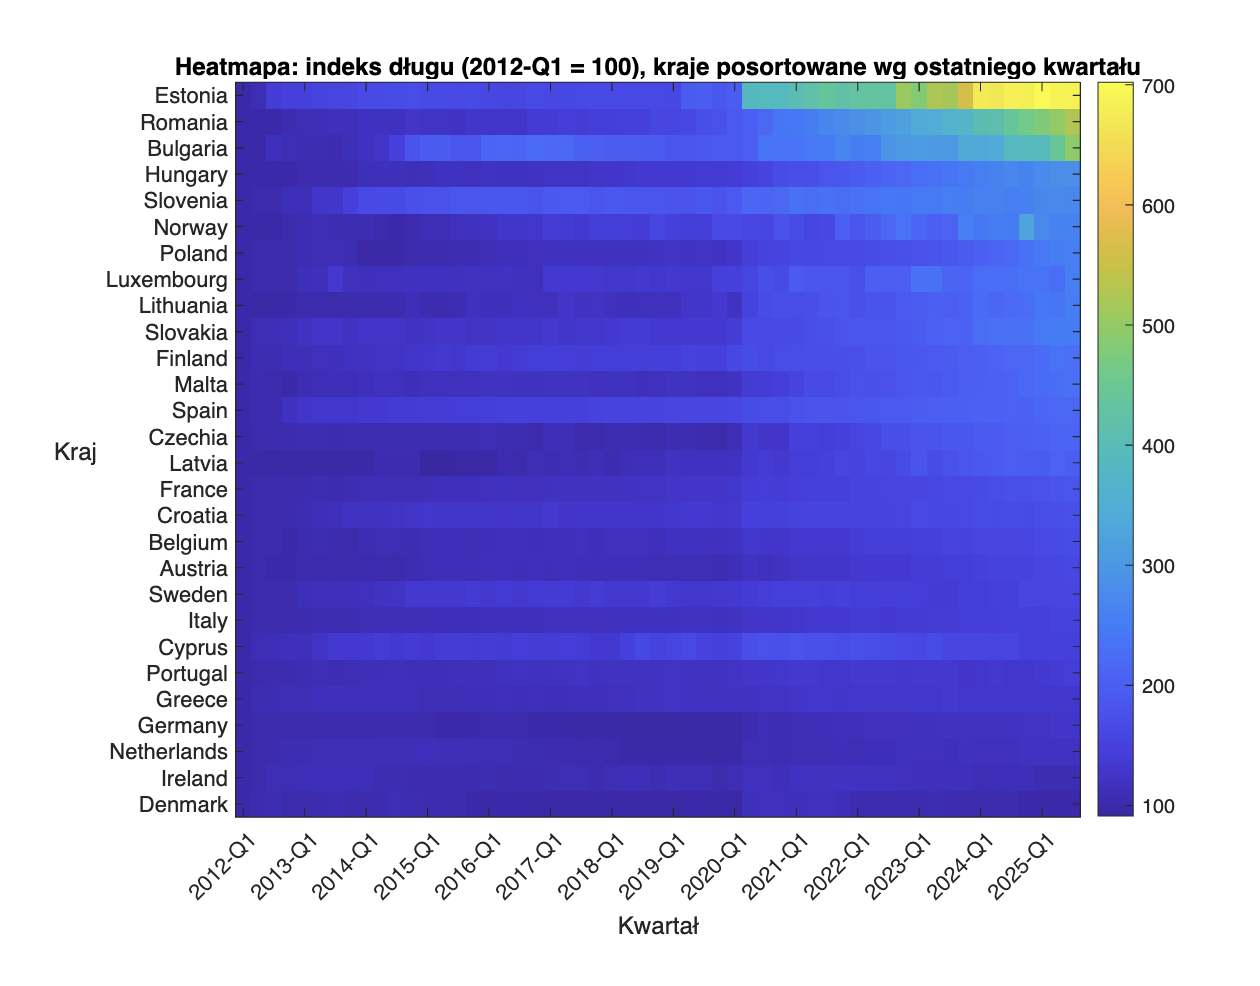 Heatmapa: indeks długu (2012-Q1 = 100), kraje posortowane wg ostatniego kwartału
Kraj
Estonia
Romania
Bulgaria
Hungary
Slovenia
Norway
Poland
Luxembourg
Lithuania
Slovakia
Finland
Malta
Spain
Czechia
Latvia
France
Croatia
Belgium
Austria
Sweden
Italy
Cyprus
Portugal
Greece
Germany
Netherlands
Ireland
Denmark
2012-Q1
2013-Q1
2014-Q1
2015-Q1
2016-Q1
2017-Q1
2018-Q1
2019-Q1
2020-Q1
2021-Q1
2022-Q1
2023-Q1
2024-Q1
2025-Q1
Kwartał
700
600
500
400
300
200
100